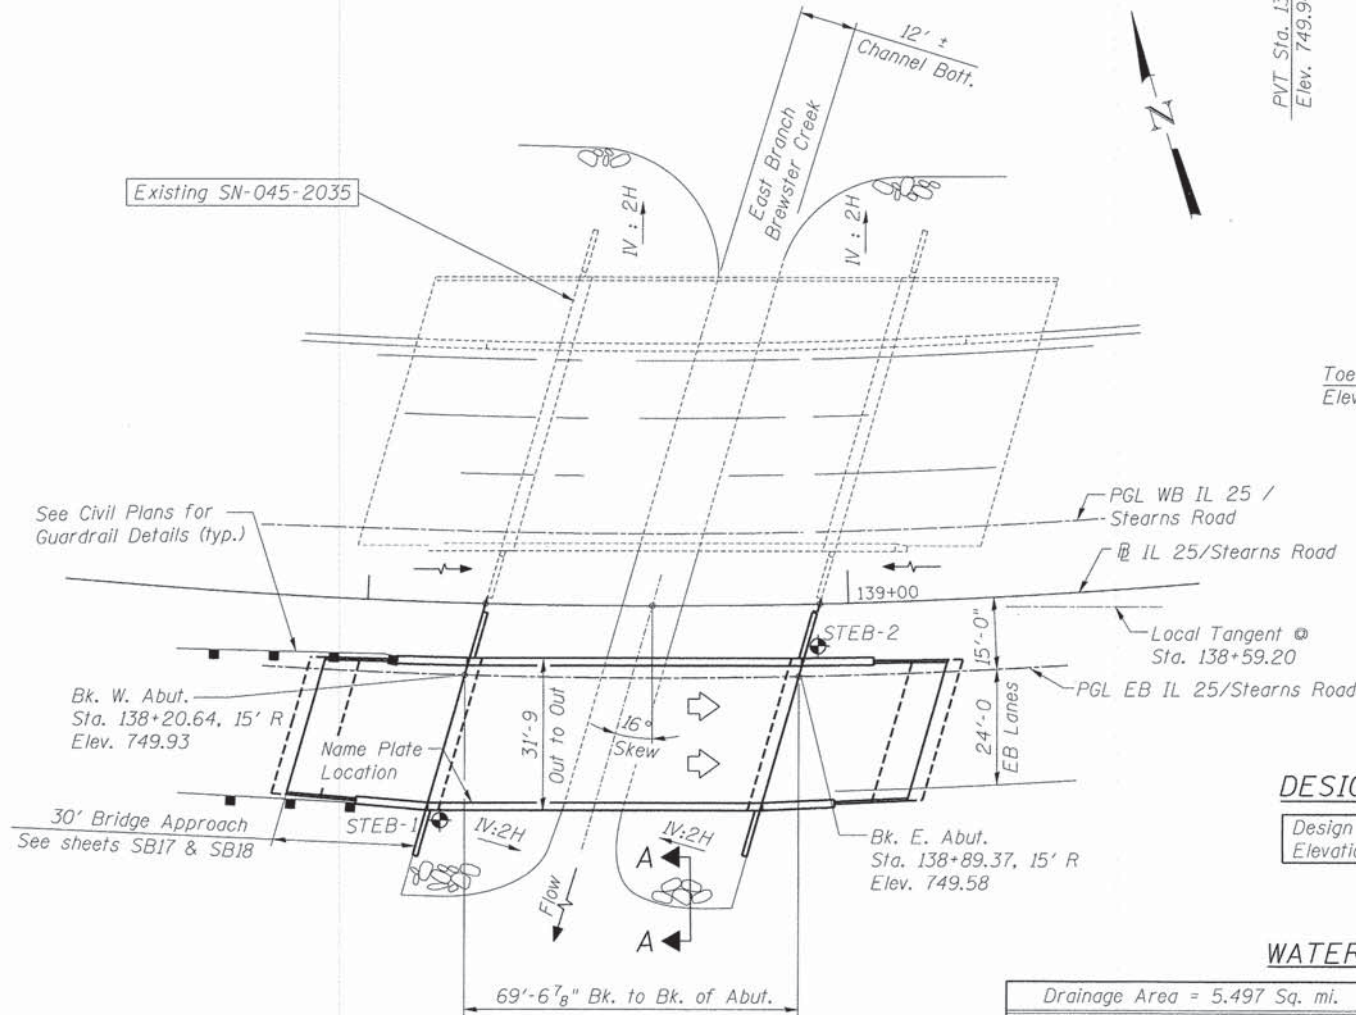 12' ±
Channel Bott.
PVT Sta. 13
Elev. 749.9
N
East Branch
Brewster Creek
Existing SN-045-2035
1V : 2H
1V : 2H
Toe
Elev
See Civil Plans for
Guardrail Details (typ.)
PGL WB IL 25 /
Stearns Road
IL 25/Stearns Road
139+00
STEB-2
15'-0"
Local Tangent @
Sta. 138+59.20
PGL EB IL 25/Stearns Road
Bk. W. Abut.
Sta. 138+20.64, 15' R
Elev. 749.93
31'-9
Out to Out
16°
Skew
24'-0
EB Lanes
Name Plate
Location
DESIG
Design
Elevatio
30' Bridge Approach
See sheets SB17 & SB18
STEB-1
1V:2H
1V:2H
A
Bk. E. Abut.
Sta. 138+89.37, 15' R
Elev. 749.58
Flow
A
WATER
69'-6 7/8" Bk. to Bk. of Abut.
Drainage Area = 5.497 Sq. mi.